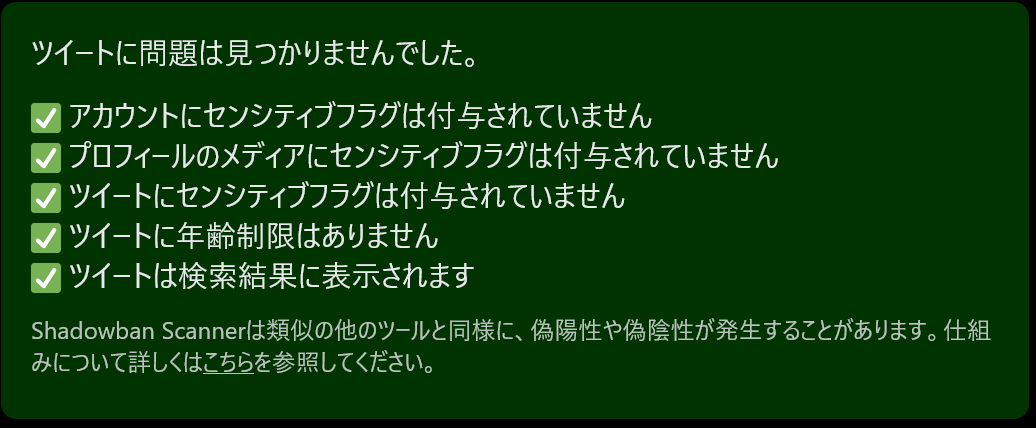 ツイートに問題は見つかりませんでした。
✅ アカウントにセンシティブフラグは付与されていません
✅ プロフィールのメディアにセンシティブフラグは付与されていません
✅ ツイートにセンシティブフラグは付与されていません
✅ ツイートに年齢制限はありません
✅ ツイートは検索結果に表示されます
Shadowban Scannerは類似の他のツールと同様に、偽陽性や偽陰性が発生することがあります。仕組
みについて詳しくはこちらを参照してください。